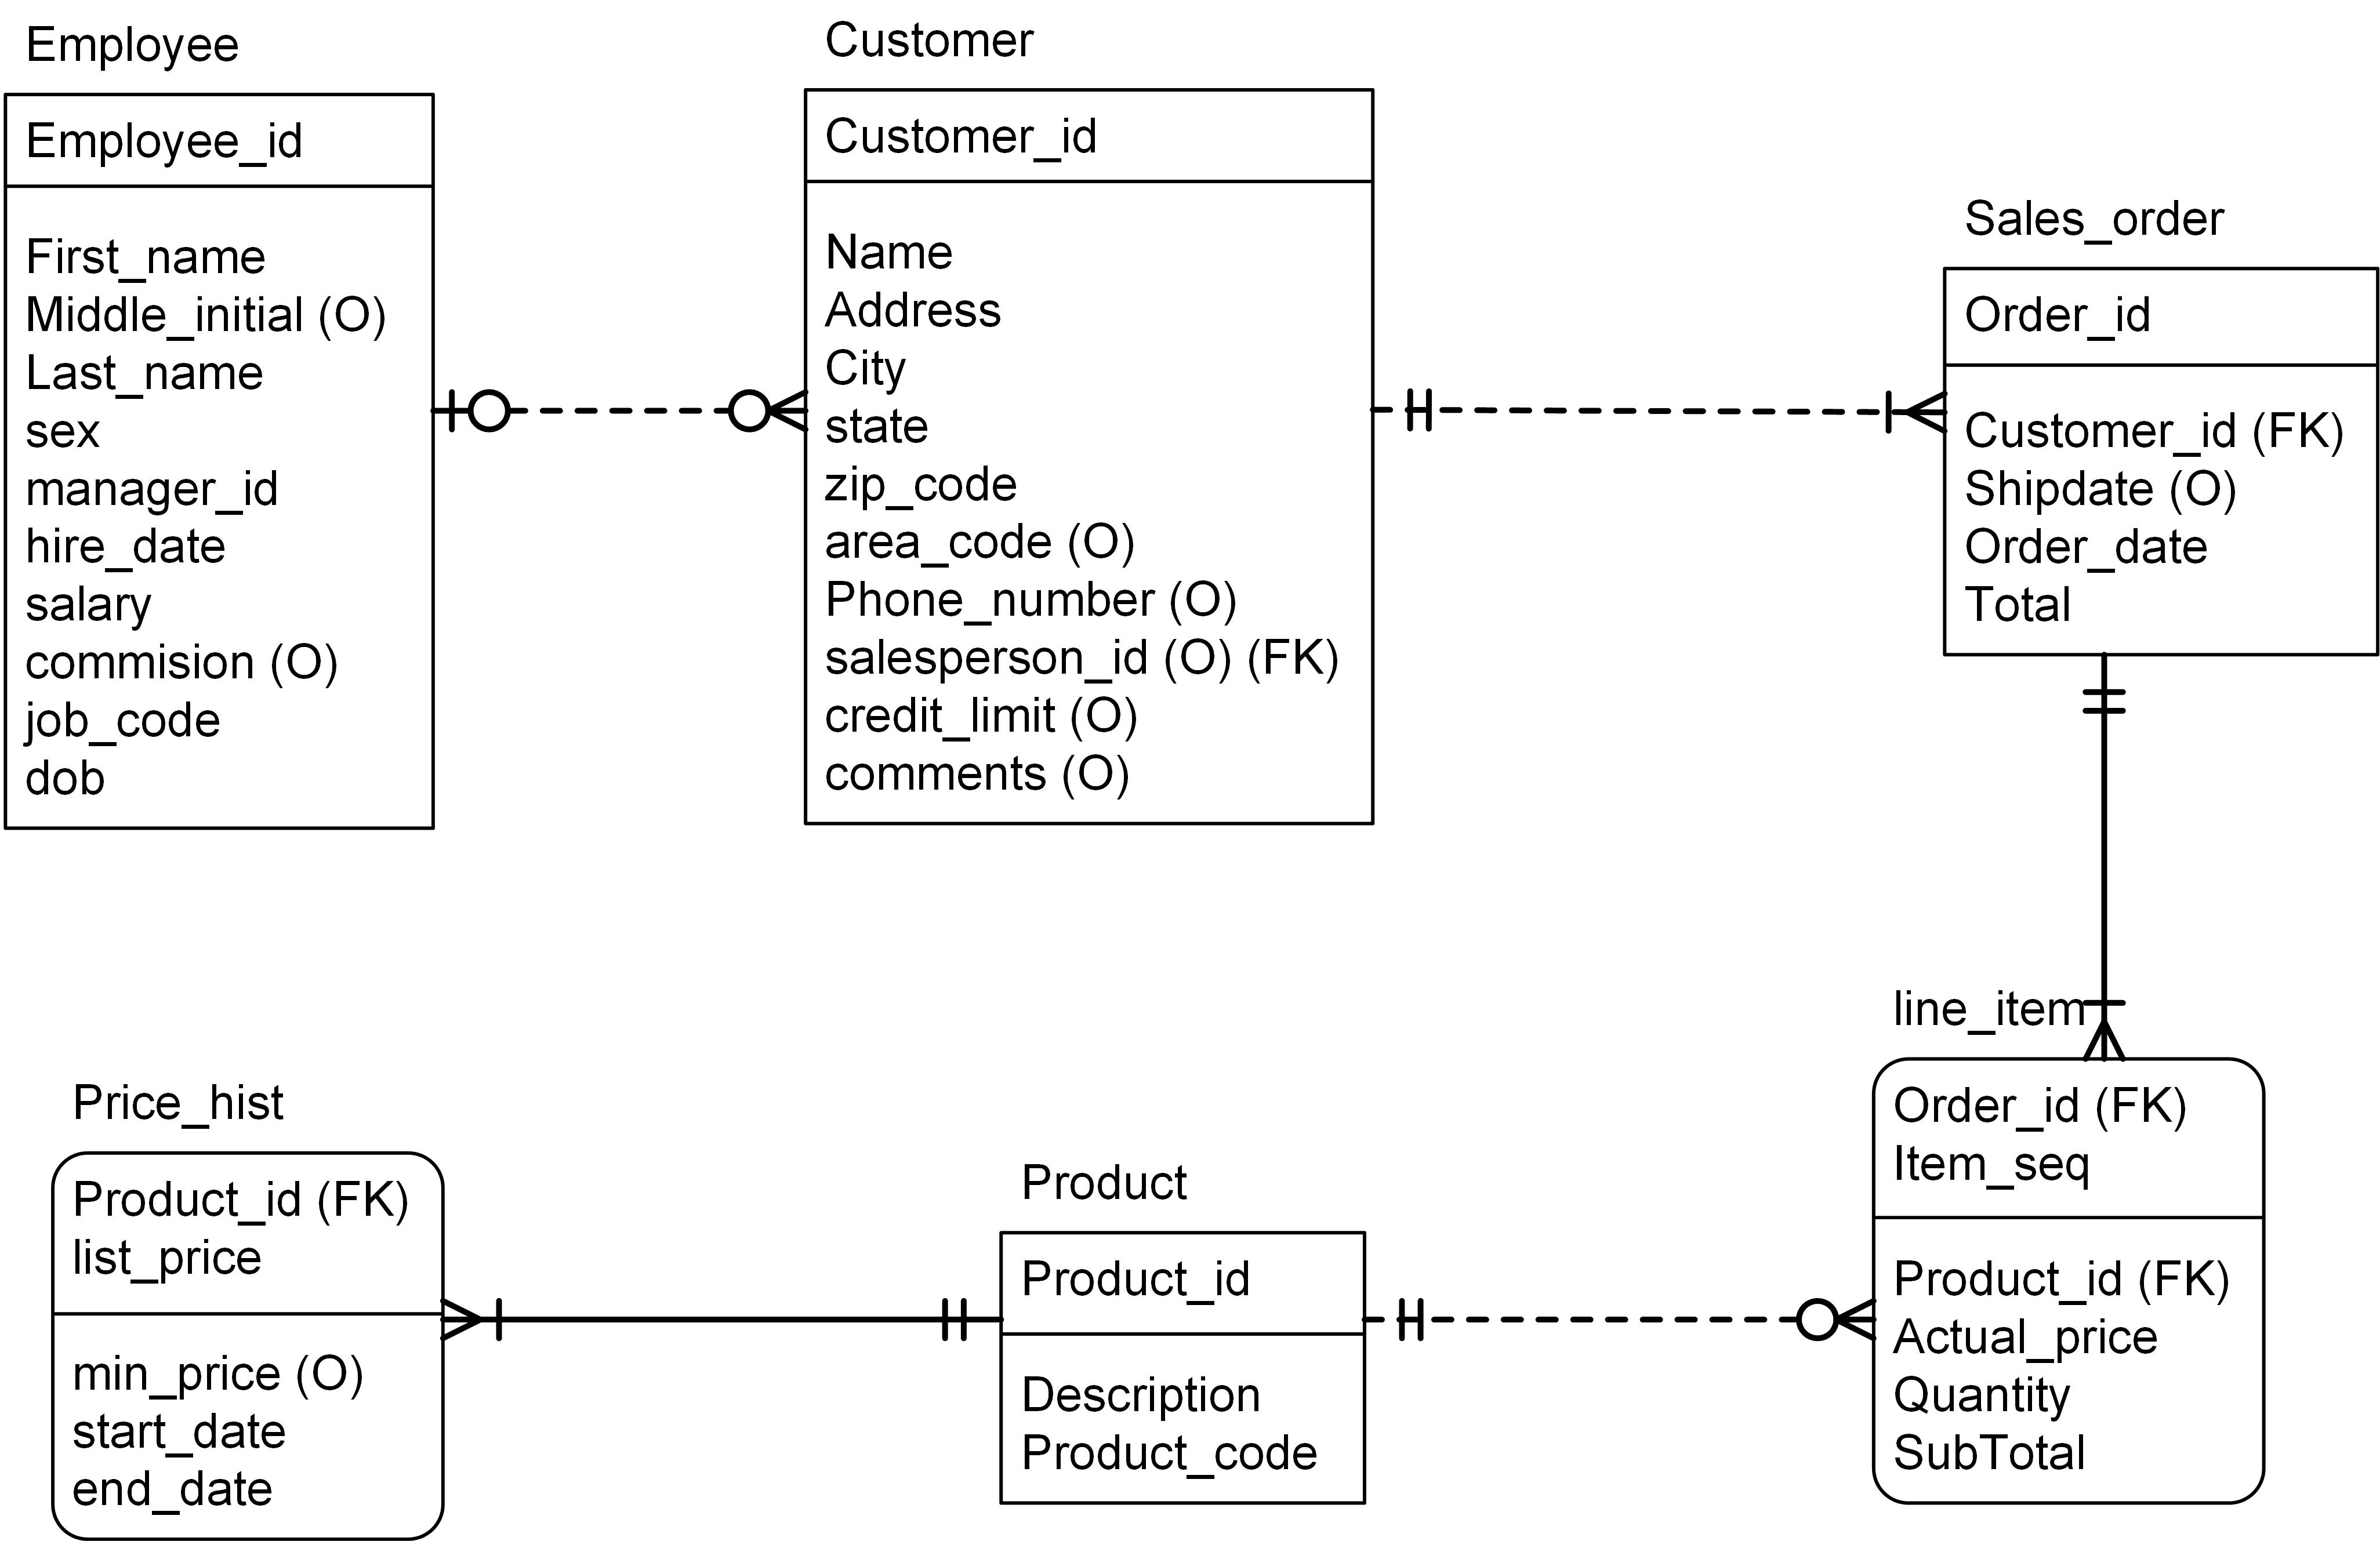 Employee
Employee_id
First_name
Middle_initial (O)
Last_name
sex
manager_id
hire_date
salary
commision (O)
job_code
dob
Customer
Customer_id
Name
Address
City
state
zip_code
area_code (O)
Phone_number (O)
salesperson_id (O) (FK)
credit_limit (O)
comments (O)
Sales_order
Order_id
Customer_id (FK)
Shipdate (O)
Order_date
Total
Price_hist
Product_id (FK)
list_price
min_price (O)
start_date
end_date
Product
Product_id
Description
Product_code
line_item
Order_id (FK)
Item_seq
Product_id (FK)
Actual_price
Quantity
SubTotal